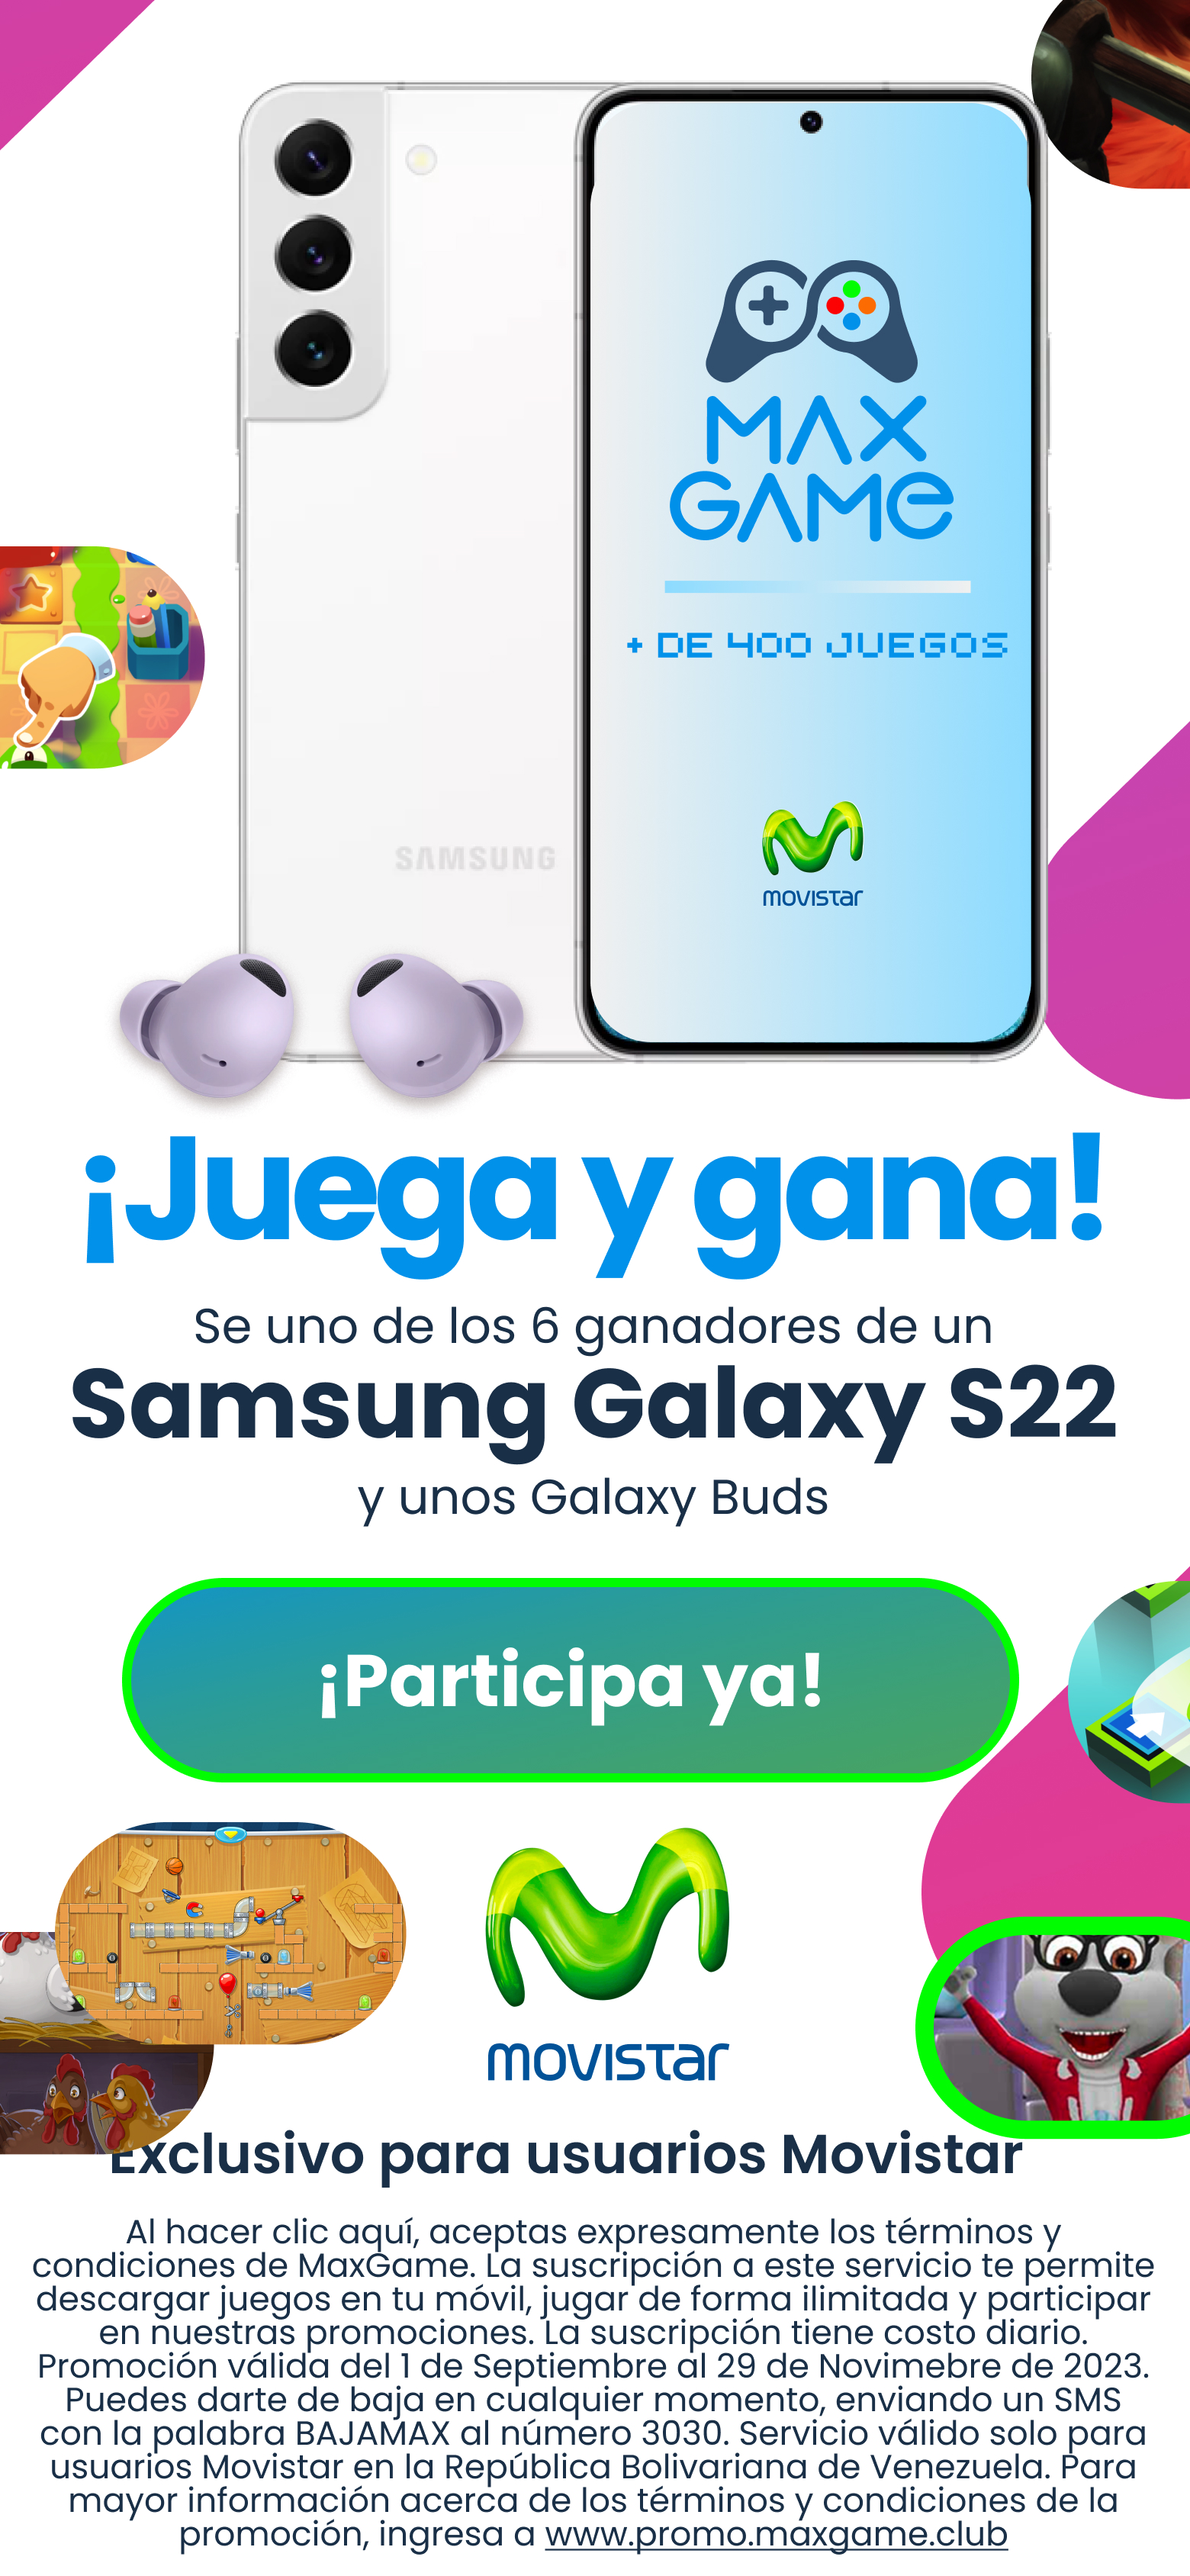 MAX
GAME
+ DE 400 JUEGOS
movistar
SAMSUNG
¡Juega y gana!
Se uno de los 6 ganadores de un
Samsung Galaxy S22
y unos Galaxy Buds
¡Participa ya!
movistar
Exclusivo para usuarios Movistar
Al hacer clic aquí, aceptas expresamente los términos y
condiciones de MaxGame. La suscripción a este servicio te permite
descargar juegos en tu móvil, jugar de forma ilimitada y participar
en nuestras promociones. La suscripción tiene costo diario.
Promoción válida del 1 de Septiembre al 29 de Novimebre de 2023.
Puedes darte de baja en cualquier momento, enviando un SMS
con la palabra BAJAMAX al número 3030. Servicio válido solo para
usuarios Movistar en la República Bolivariana de Venezuela. Para
mayor información acerca de los términos y condiciones de la
promoción, ingresa a www.promo.maxgame.club